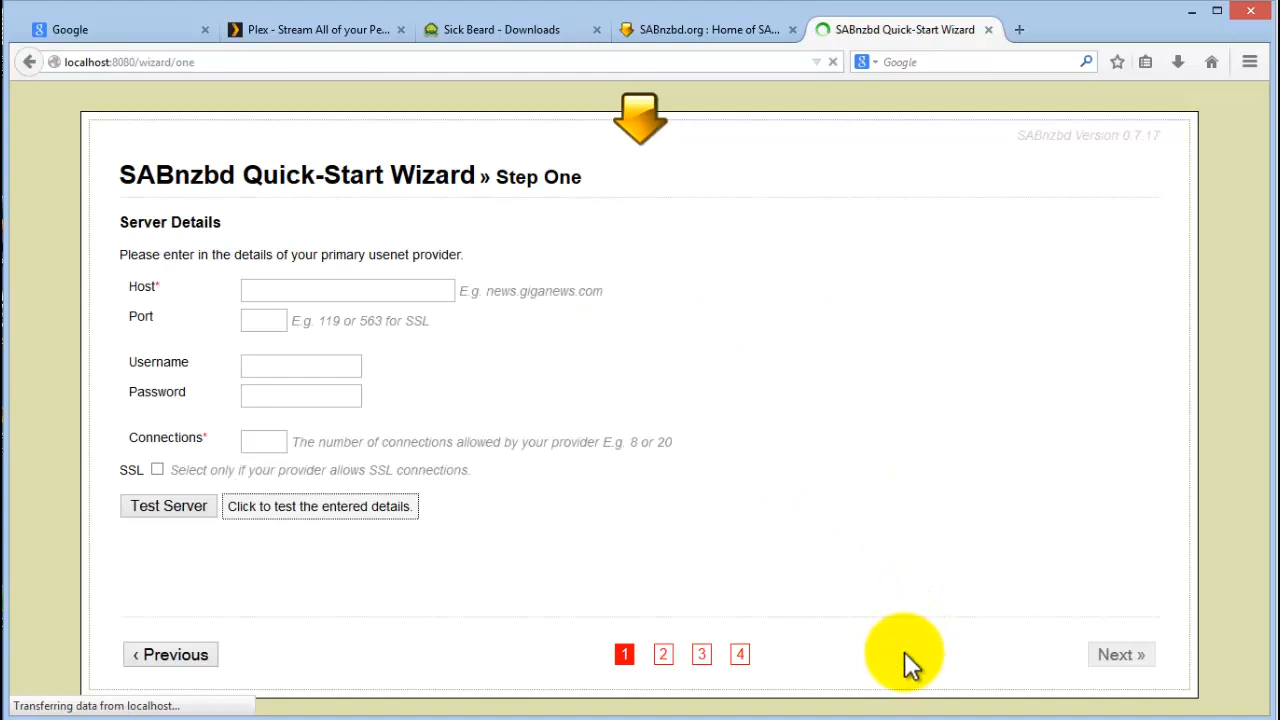 Google
Plex - Stream All of your Pe...
Sick Beard - Downloads
SABnzbd.org : Home of SA...
SABnzbd Quick-Start Wizard
localhost:8080/wizard/one
Google
SABnzbd Version 0.7.17
SABnzbd Quick-Start Wizard » Step One
Server Details
Please enter in the details of your primary usenet provider.
Host* E.g. news.giganews.com
Port E.g. 119 or 563 for SSL
Username
Password
Connections* The number of connections allowed by your provider E.g. 8 or 20
SSL Select only if your provider allows SSL connections.
Test Server Click to test the entered details.
‹ Previous 1 2 3 4 Next »
Transferring data from localhost...